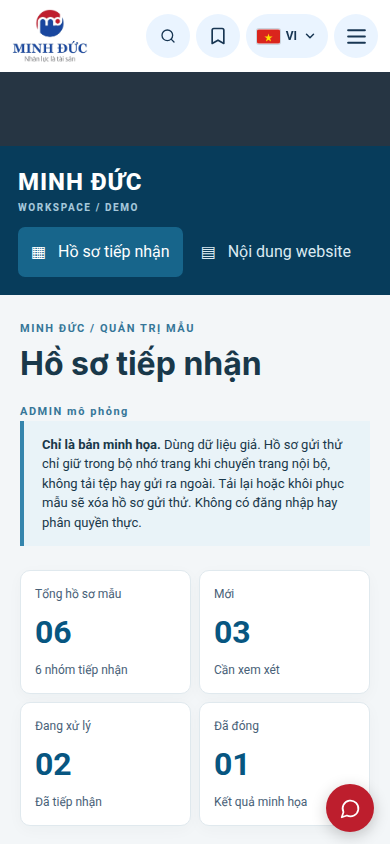 MINH ĐỨC
Nhân lực là tài sản
VI
MINH ĐỨC
WORKSPACE / DEMO
Hồ sơ tiếp nhận
Nội dung website
MINH ĐỨC / QUẢN TRỊ MẪU
Hồ sơ tiếp nhận
ADMIN mô phỏng
Chỉ là bản minh họa. Dùng dữ liệu giả. Hồ sơ gửi thử
chỉ giữ trong bộ nhớ trang khi chuyển trang nội bộ,
không tải tệp hay gửi ra ngoài. Tải lại hoặc khôi phục
mẫu sẽ xóa hồ sơ gửi thử. Không có đăng nhập hay
phân quyền thực.
Tổng hồ sơ mẫu
06
6 nhóm tiếp nhận
Mới
03
Cần xem xét
Đang xử lý
02
Đã tiếp nhận
Đã đóng
01
Kết quả minh họa